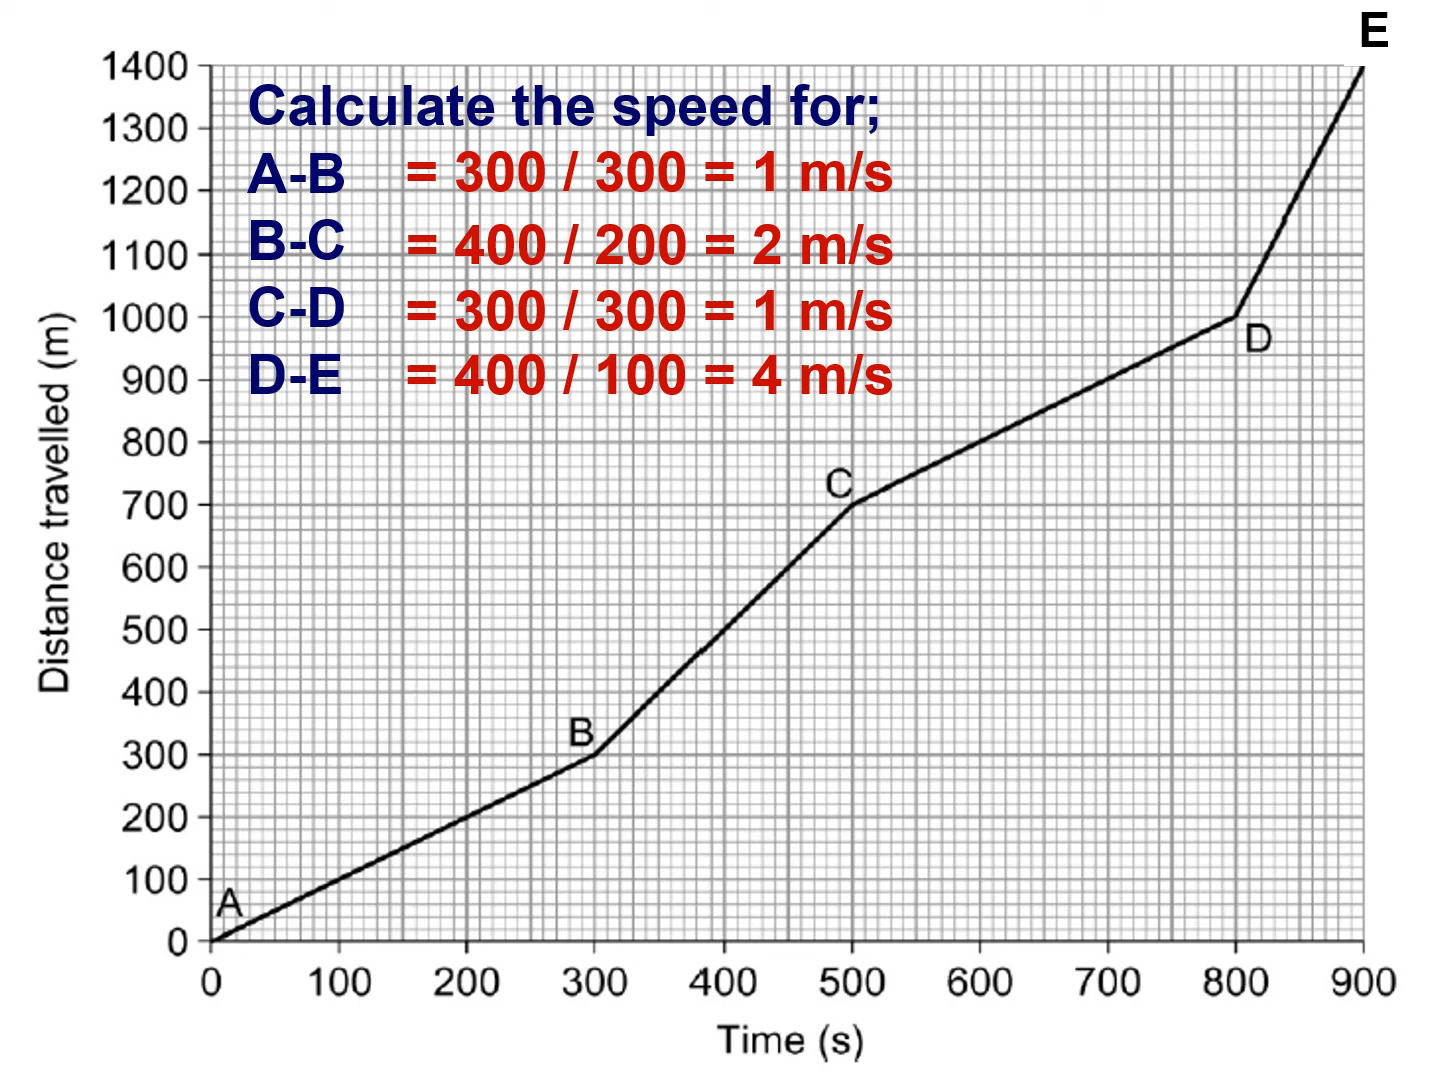 E
Calculate the speed for;
A-B = 300 / 300 = 1 m/s
B-C = 400 / 200 = 2 m/s
C-D = 300 / 300 = 1 m/s
D-E = 400 / 100 = 4 m/s
Distance travelled (m)
1400
1300
1200
1100
1000
900
800
700
600
500
400
300
200
100
0
D
C
B
A
0 100 200 300 400 500 600 700 800 900
Time (s)